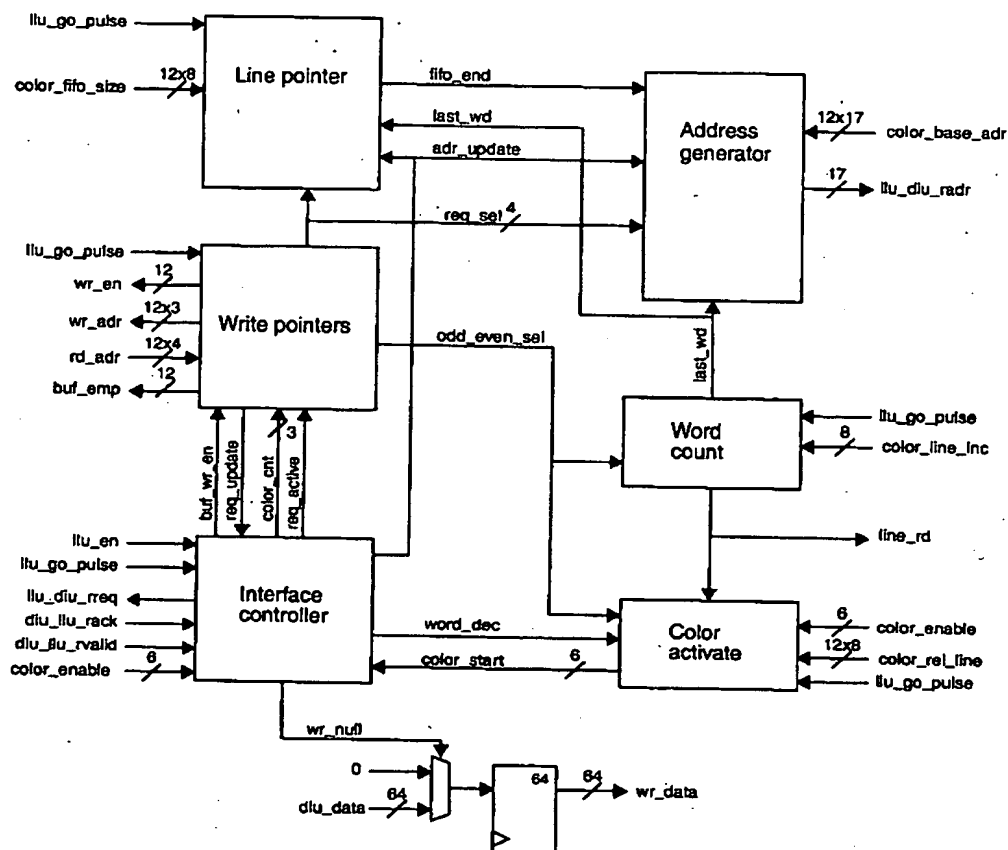 llu_go_pulse
Line pointer
12x8
color_fifo_size
fifo_end
last_wd
adr_update
req_sel
4
Address
generator
12x17
color_base_adr
17
llu_diu_radr
llu_go_pulse
12
wr_en
12x3
wr_adr
12x4
rd_adr
12
buf_emp
Write pointers
odd_even_sel
last_wd
Word
count
llu_go_pulse
8
color_line_inc
buf_wr_en
req_update
color_cnt
3
req_active
line_rd
llu_en
llu_go_pulse
llu_diu_rreq
diu_llu_rack
diu_llu_rvalid
color_enable
6
Interface
controller
word_dec
color_start
6
Color
activate
6
color_enable
12x8
color_rel_line
llu_go_pulse
wr_null
0
64
diu_data
64
64
wr_data